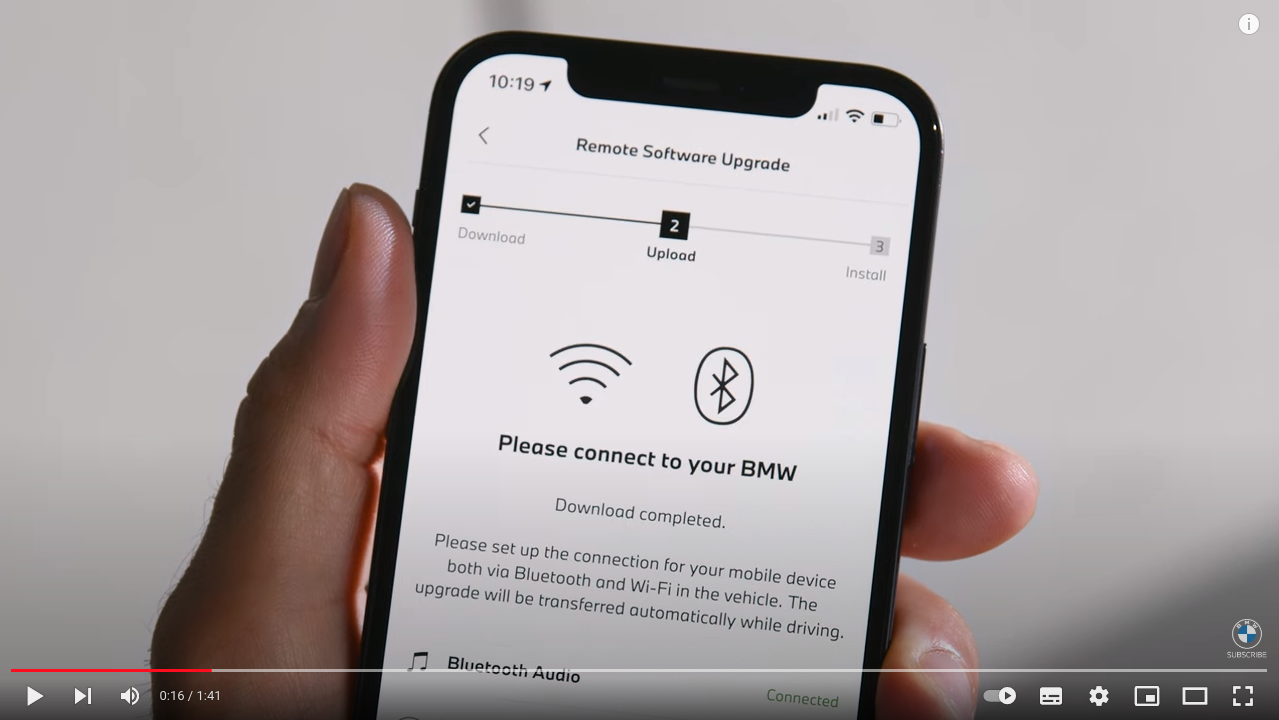 i
10:19
Remote Software Upgrade
2
3
Download
Upload
Install
Please connect to your BMW
Download completed.
Please set up the connection for your mobile device
both via Bluetooth and Wi-Fi in the vehicle. The
upgrade will be transferred automatically while driving.
Bluetooth Audio
Connected
BMW
SUBSCRIBE
0:16 / 1:41